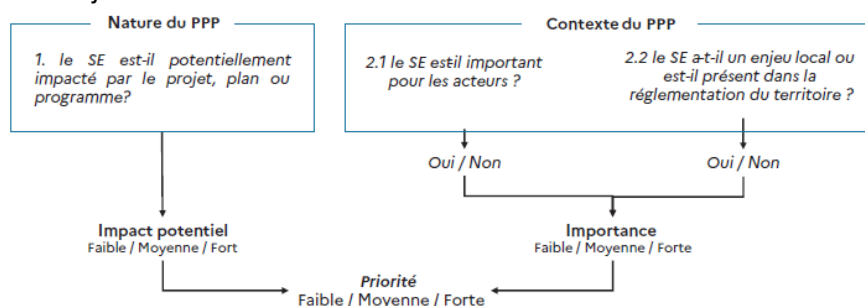 Nature du PPP
1. le SE est-il potentiellement
impacté par le projet, plan ou
programme?
Contexte du PPP
2.1 le SE estil important
pour les acteurs ?
2.2 le SE a-t-il un enjeu local ou
est-il présent dans la
réglementation du territoire ?
Oui / Non
Oui / Non
Impact potentiel
Faible / Moyenne / Fort
Importance
Faible / Moyenne / Forte
Priorité
Faible / Moyenne / Forte